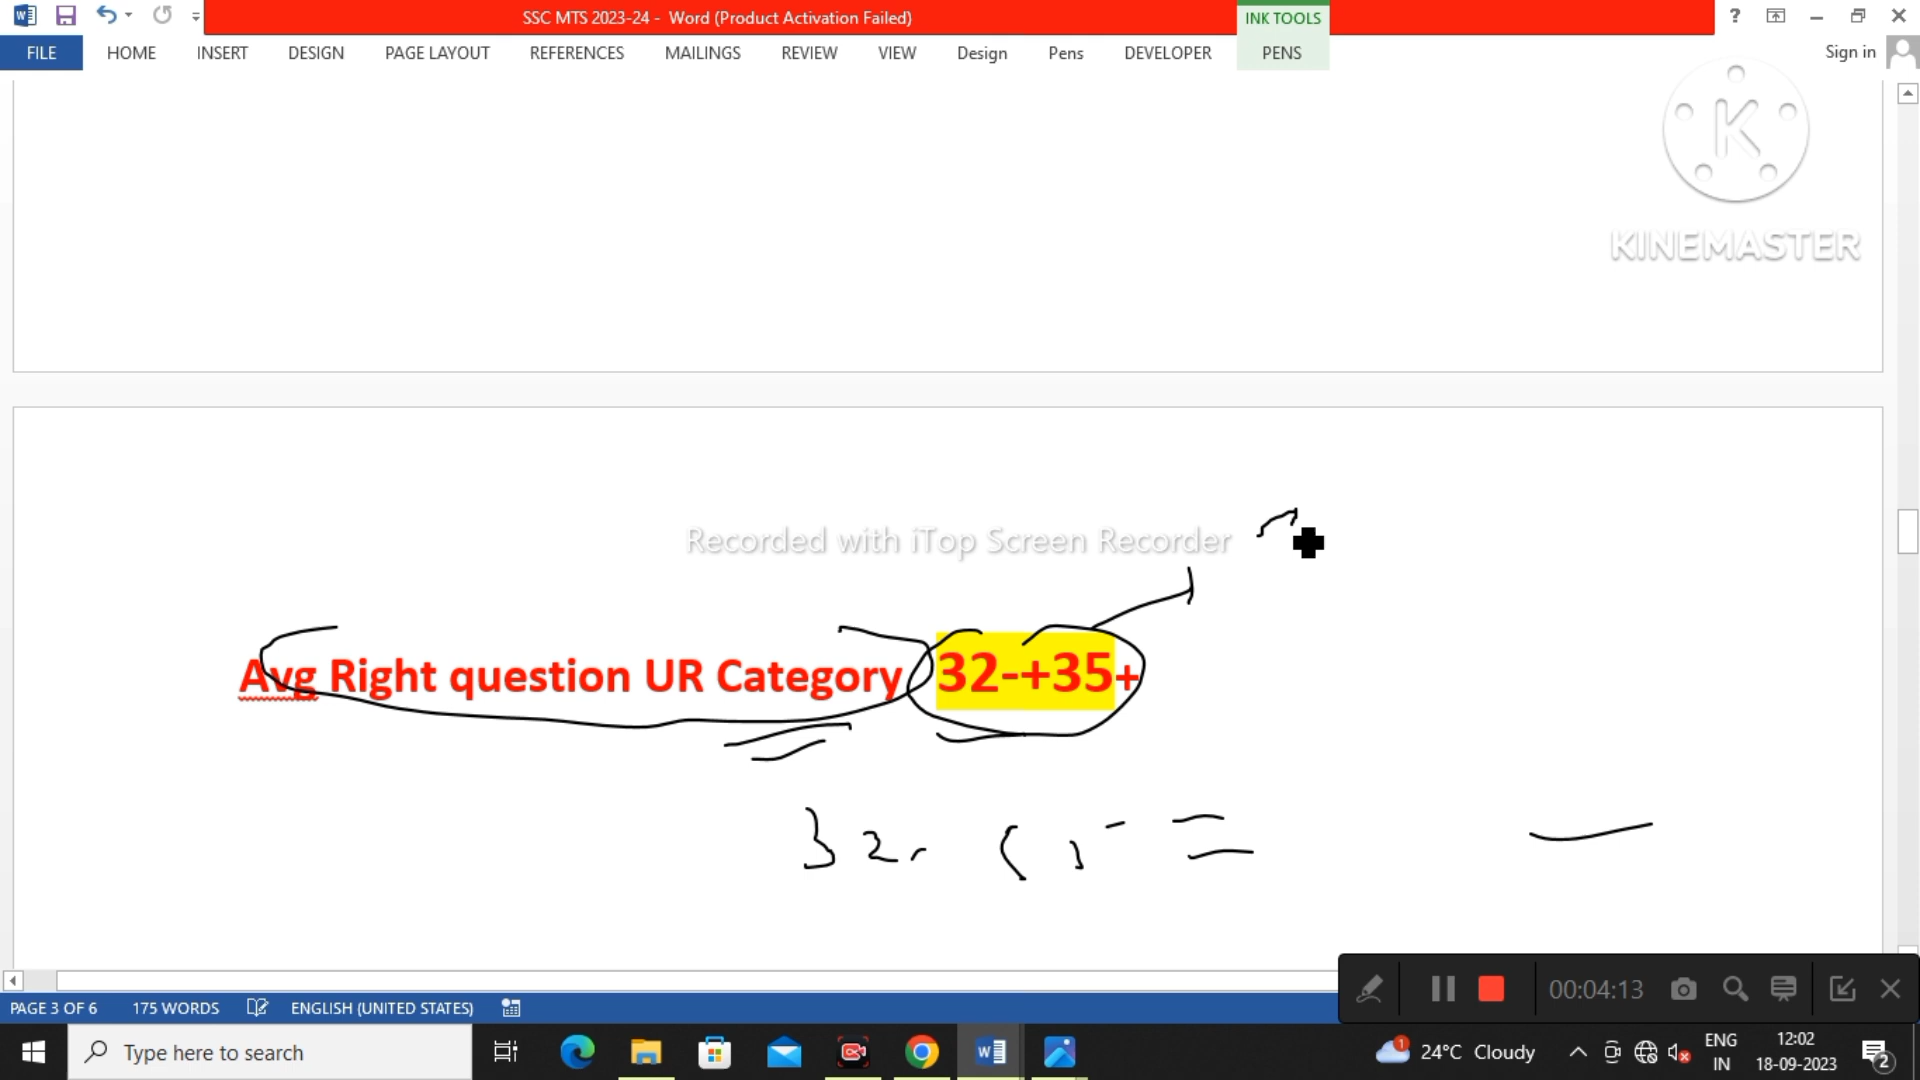 SSC MTS 2023-24 - Word (Product Activation Failed)
INK TOOLS
?
FILE HOME INSERT DESIGN PAGE LAYOUT REFERENCES MAILINGS REVIEW VIEW Design Pens DEVELOPER PENS Sign in
K
KINEMASTER
Recorded with iTop Screen Recorder
Avg Right question UR Category 32-+35+
32
00:04:13
PAGE 3 OF 6 175 WORDS ENGLISH (UNITED STATES)
Type here to search
1 24°C Cloudy
ENG
IN
12:02
18-09-2023
2